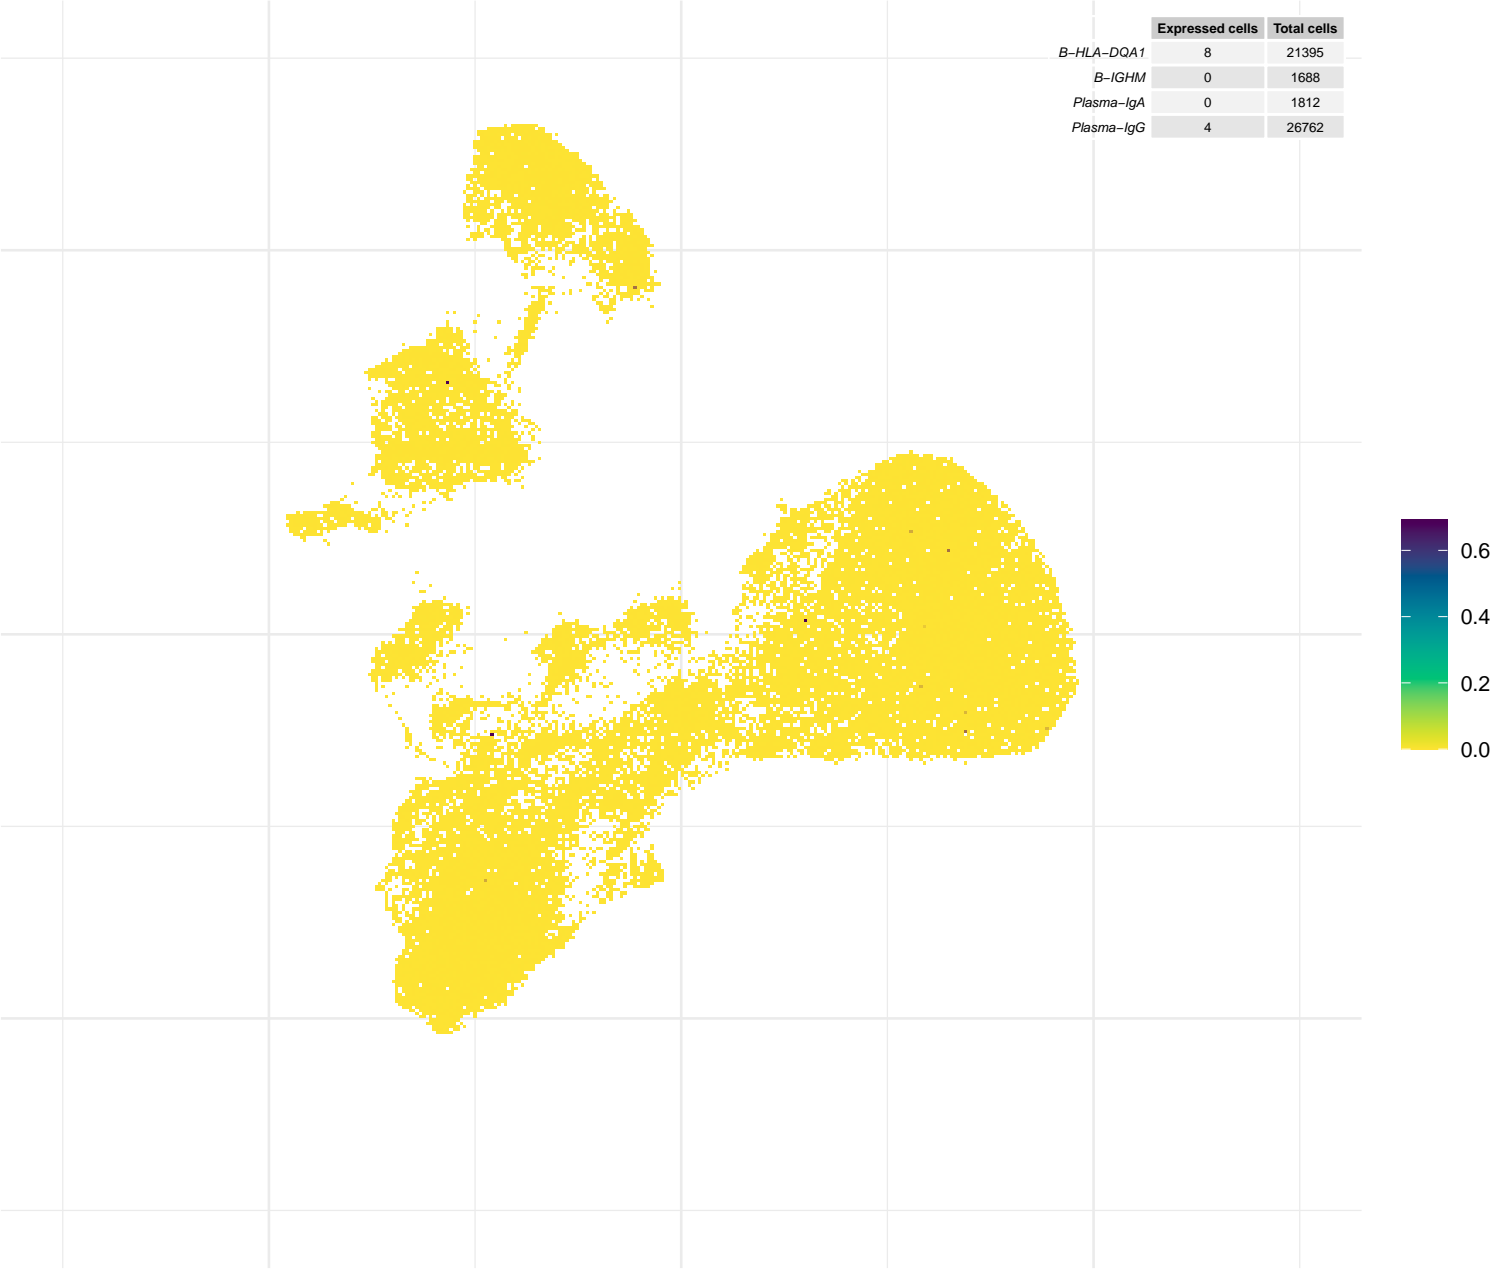 Expressed cells Total cells
B−HLA−DQA1 8 21395
B−IGHM 0 1688
Plasma−IgA 0 1812
Plasma−IgG 4 26762
0.6
0.4
0.2
0.0